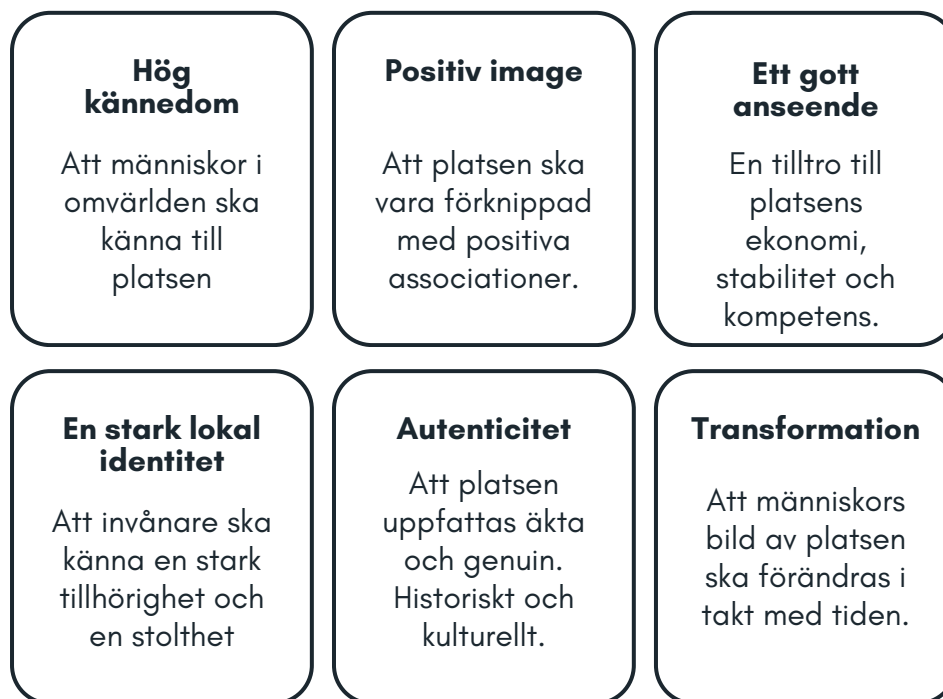 Hög
kännedom
Att människor i
omvärlden ska
känna till
platsen
Positiv image
Att platsen ska
vara förknippad
med positiva
associationer.
Ett gott
anseende
En tilltro till
platsens
ekonomi,
stabilitet och
kompetens.
En stark lokal
identitet
Att invånare ska
känna en stark
tillhörighet och
en stolthet
Autenticitet
Att platsen
uppfattas äkta
och genuin.
Historiskt och
kulturellt.
Transformation
Att människors
bild av platsen
ska förändras i
takt med tiden.